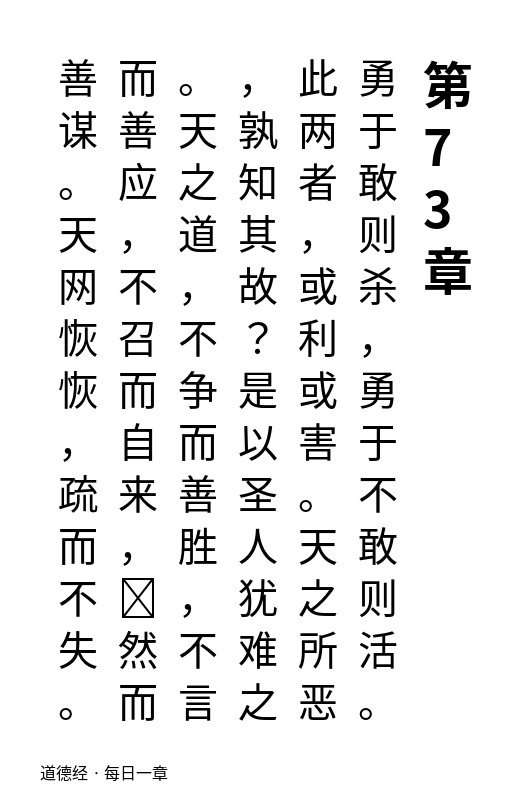 第73章
勇于敢则杀，勇于不敢则活。
此两者，或利或害。天之所恶
，孰知其故？是以圣人犹难之
。天之道，不争而善胜，不言
而善应，不召而自来，然而
善谋。天网恢恢，疏而不失。
道德经 · 每日一章